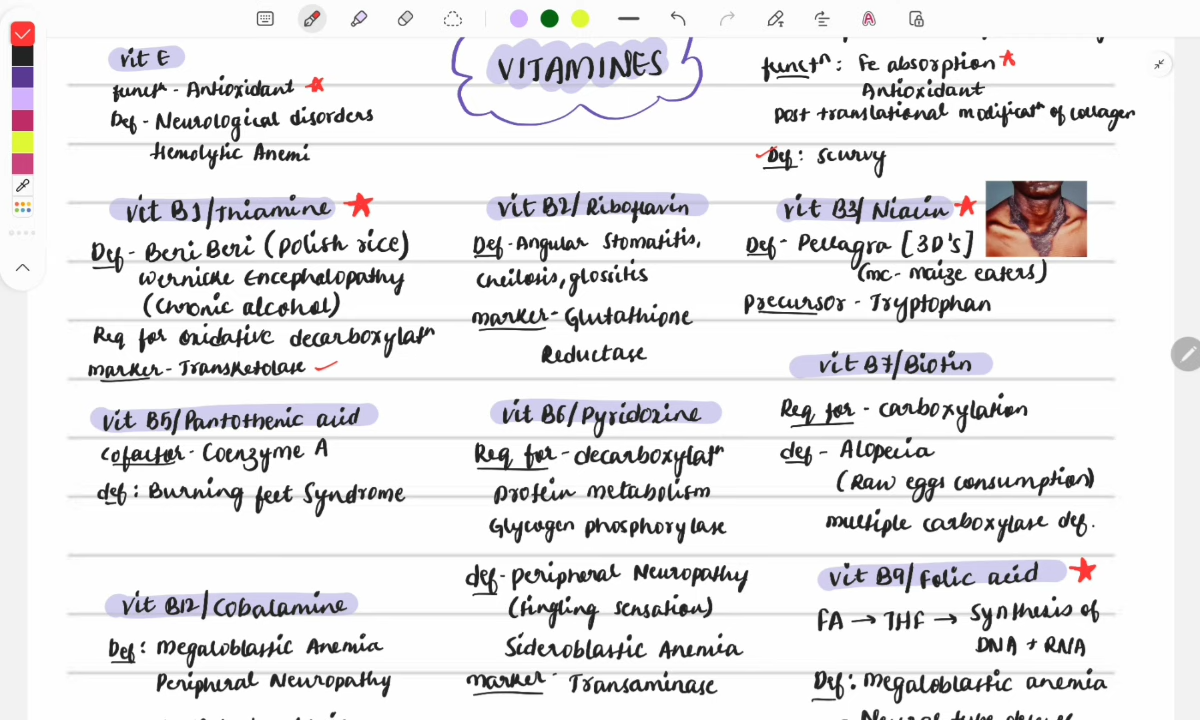 VITAMINES
vit E
functn - Antioxidant
Def - Neurological disorders
Hemolytic Anemi
functn : Fe absorption
Antioxidant
Post translational modificatn of collagen
Def : Scurvy
Vit B1/Thiamine
Def - Beri Beri (Polish rice)
Wernicke Encephalopathy
(Chronic alcohol)
Req for oxidative decarboxylatn
marker - Transketolase
Vit B2/Riboflavin
Def - Angular Stomatitis,
cheilosis, glossitis
marker - Glutathione
Reductase
Vit B3/Niacin
Def - Pellagra [3D's]
(mc - maize eaters)
Precursor - Tryptophan
Vit B5/Pantothenic acid
cofactor - Coenzyme A
def : Burning feet Syndrome
Vit B6/Pyridoxine
Req for - decarboxylatn
protein metabolism
Glycogen phosphorylase
def - Peripheral Neuropathy
(tingling sensation)
Sideroblastic Anemia
marker - Transaminase
Vit B7/Biotin
Req for - carboxylation
def - Alopecia
(Raw eggs consumption)
multiple carboxylase def.
Vit B12/Cobalamine
Def : Megaloblastic Anemia
Peripheral Neuropathy
Vit B9/Folic acid
FA → THF → Synthesis of
DNA + RNA
Def : megaloblastic anemia